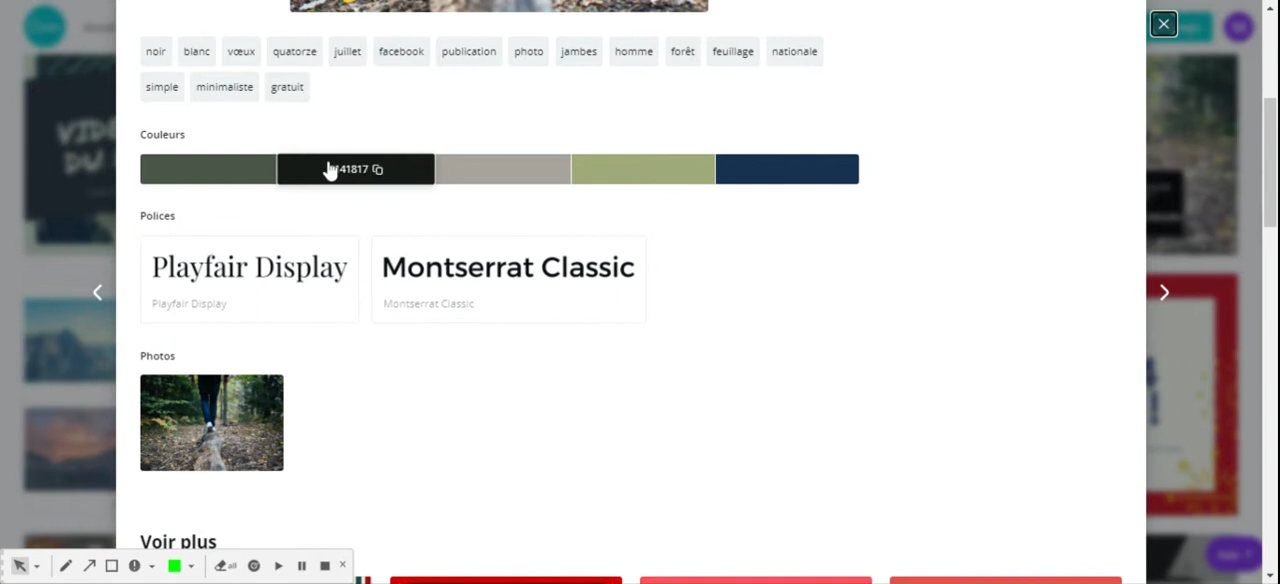 noir blanc vœux quatorze juillet facebook publication photo jambes homme forêt feuillage nationale
simple minimaliste gratuit
Couleurs
41817
Polices
Playfair Display Montserrat Classic
Playfair Display Montserrat Classic
Photos
Voir plus
all